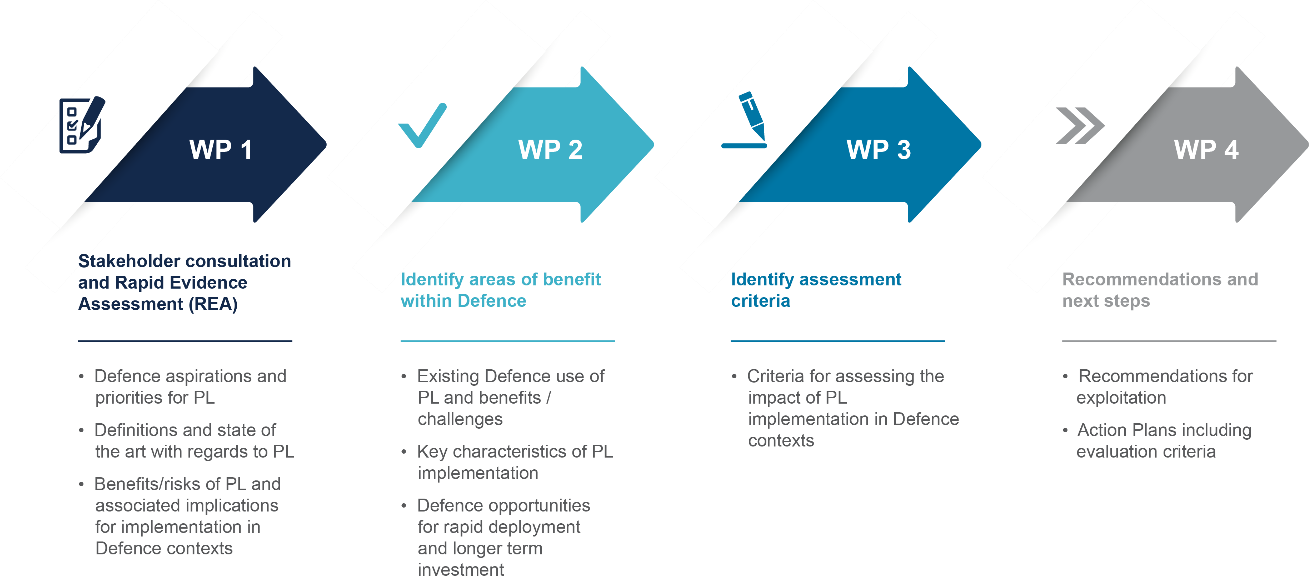 WP 1
Stakeholder consultation
and Rapid Evidence
Assessment (REA)
• Defence aspirations and
priorities for PL
• Definitions and state of
the art with regards to PL
• Benefits/risks of PL and
associated implications
for implementation in
Defence contexts
WP 2
Identify areas of benefit
within Defence
• Existing Defence use of
PL and benefits /
challenges
• Key characteristics of PL
implementation
• Defence opportunities
for rapid deployment
and longer term
investment
WP 3
Identify assessment
criteria
• Criteria for assessing the
impact of PL
implementation in Defence
contexts
WP 4
Recommendations and
next steps
• Recommendations for
exploitation
• Action Plans including
evaluation criteria